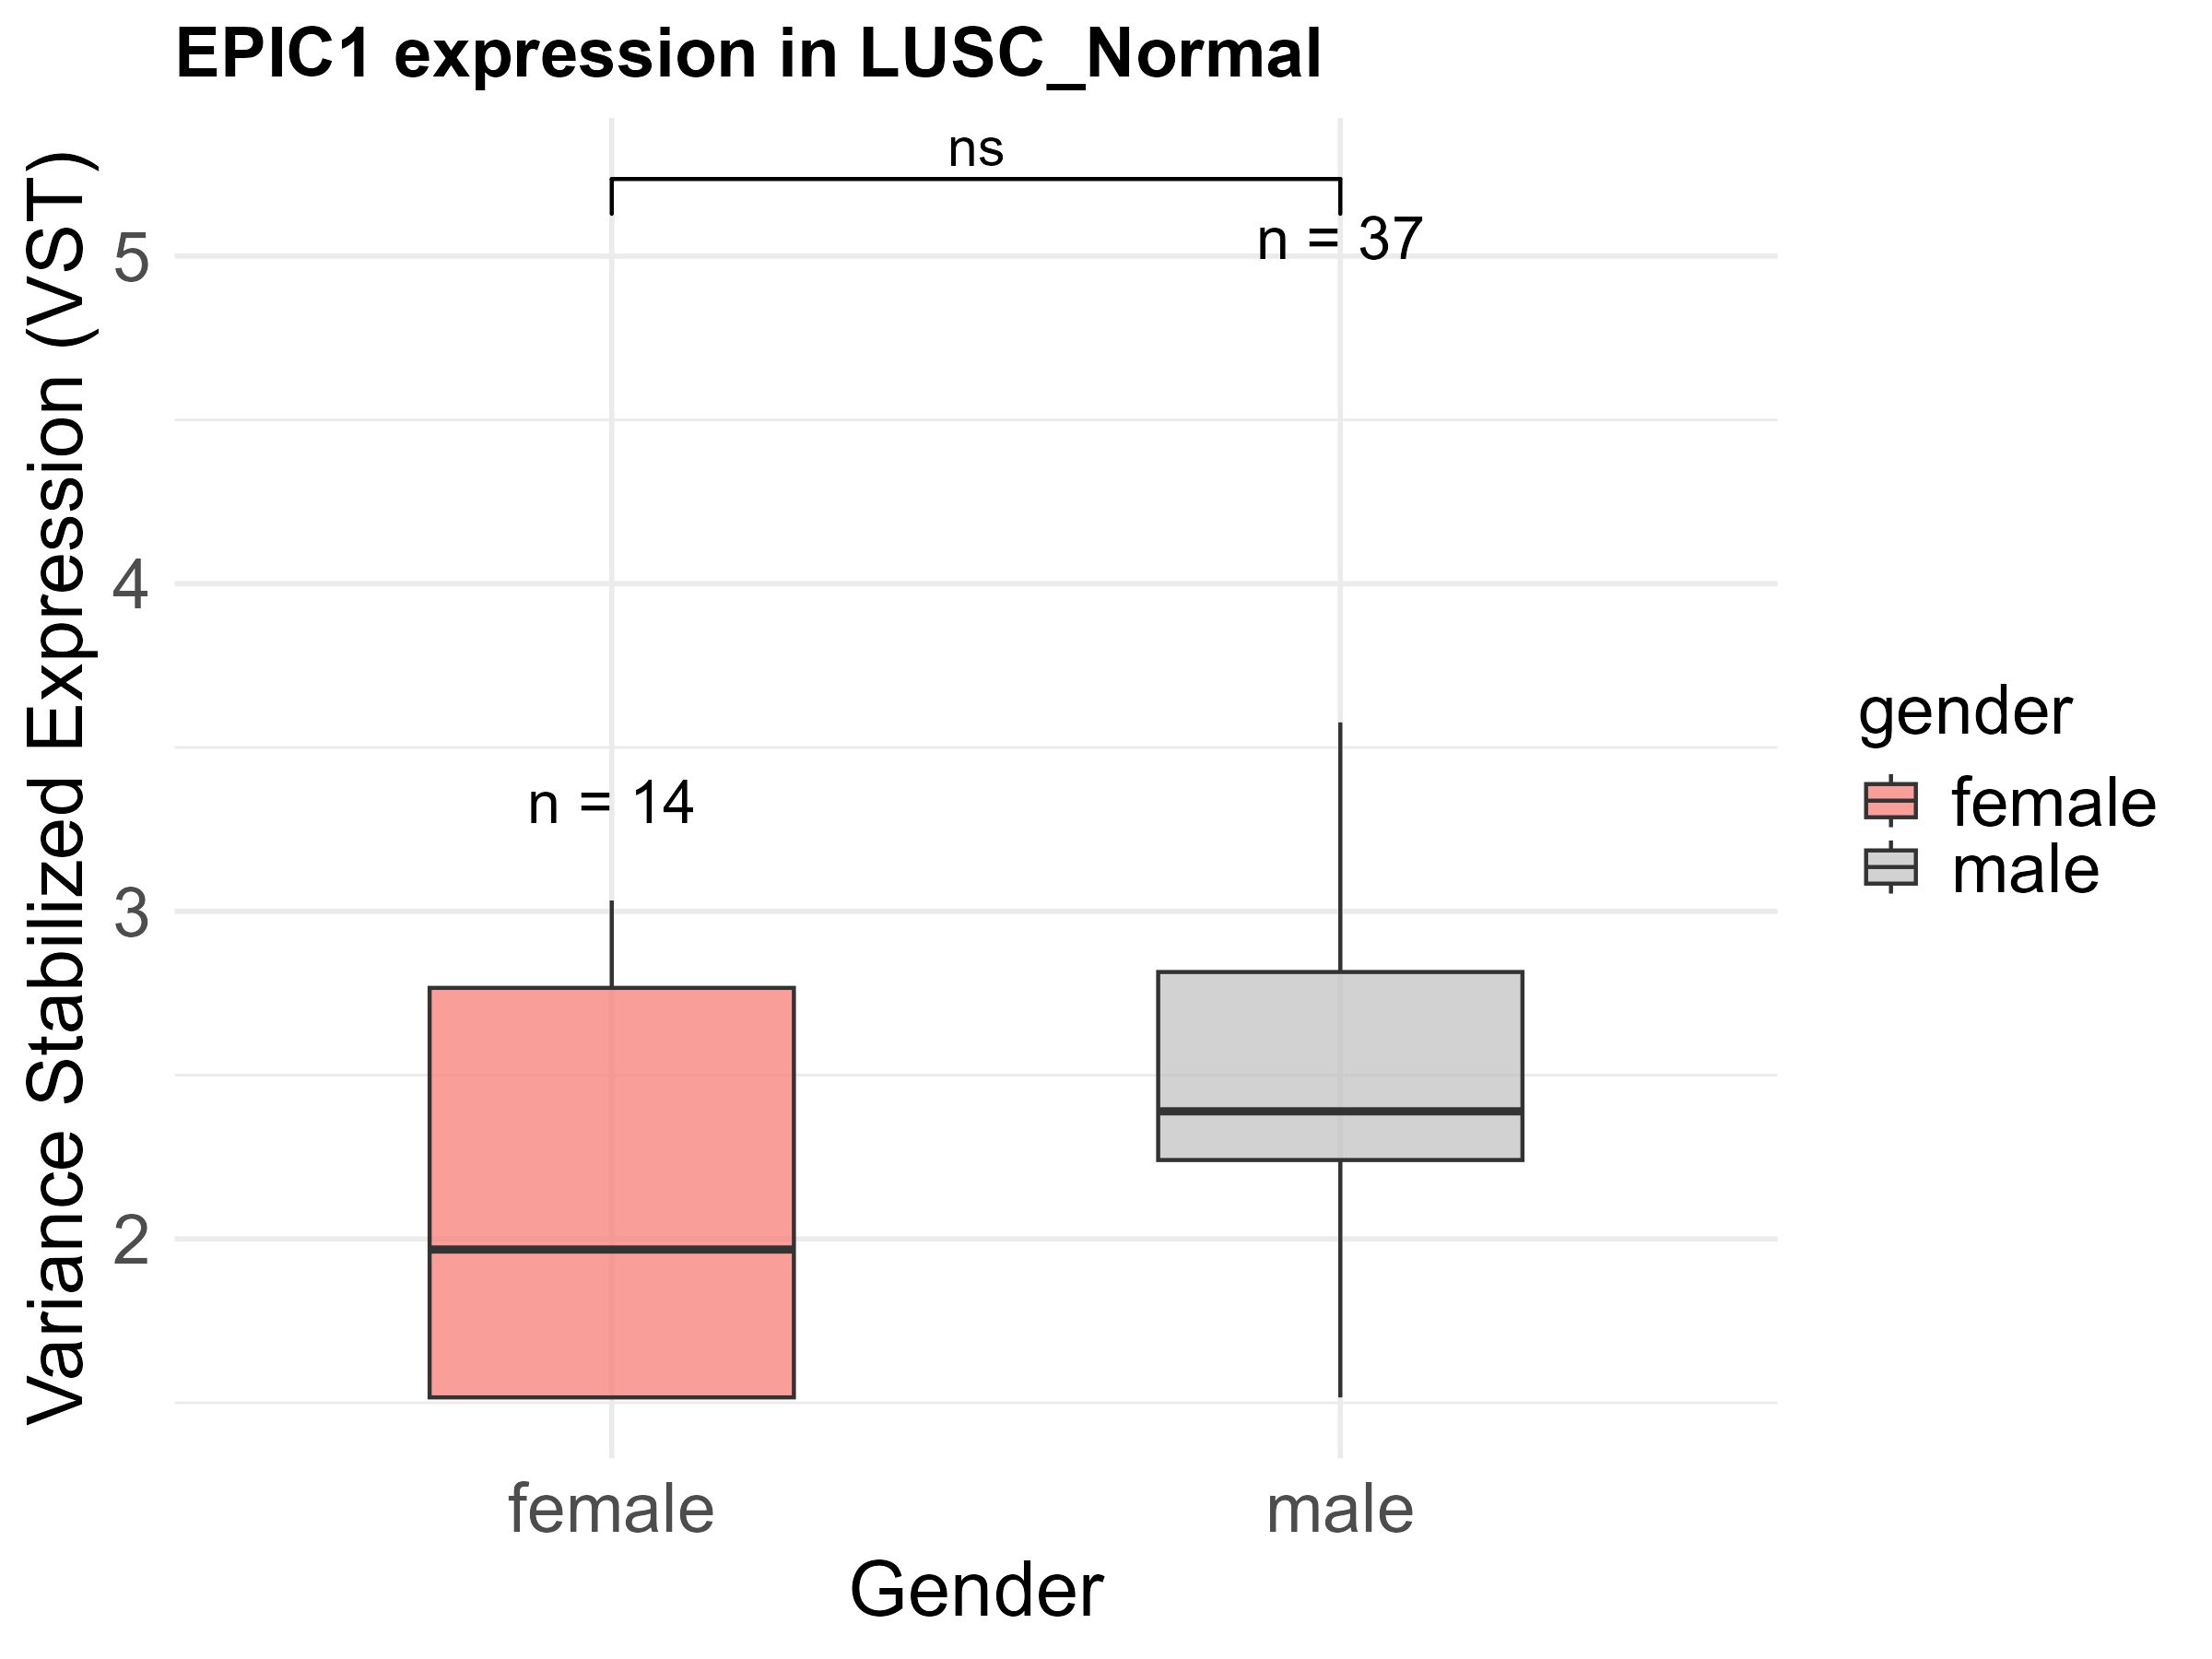 EPIC1 expression in LUSC_Normal
ns
n = 37
n = 14
Variance Stabilized Expression (VST)
5
4
3
2
female
male
Gender
gender
female
male